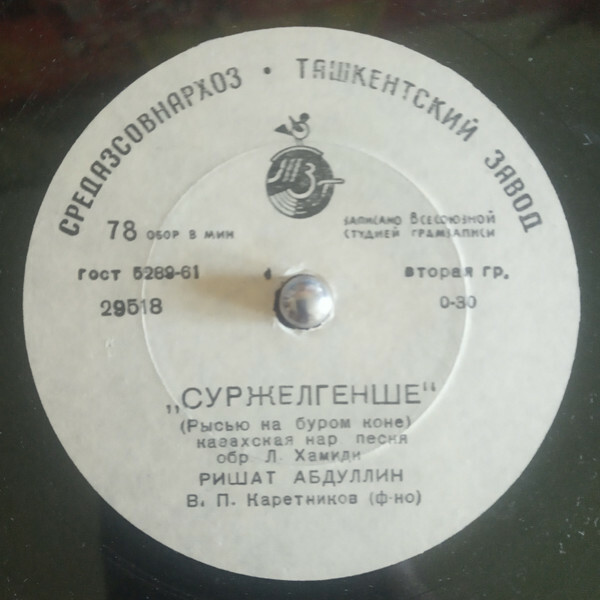 СРЕДАЗСОВНАРХОЗ • ТАШКЕНТСКИЙ ЗАВОД
78 ОБОР В МИН
ЗАПИСАНО ВСЕСОЮЗНОЙ
СТУДИЕЙ ГРАМЗАПИСИ
ГОСТ 5289-61
вторая гр.
29518
0-30
„СУРЖЕЛГЕНШЕ“
(Рысью на буром коне)
казахская нар песня
обр Л. Хамиди
РИШАТ АБДУЛЛИН
В. П. Каретников (ф-но)